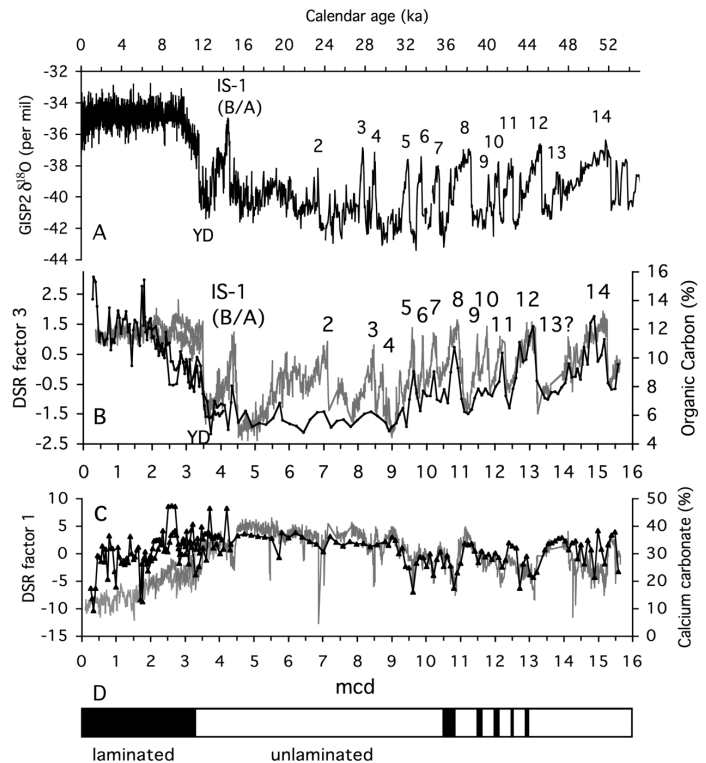 Calendar age (ka)
0 4 8 12 16 20 24 28 32 36 40 44 48 52
-32
-34
-36
-38
-40
-42
-44
GISP2 δ18O (per mil)
IS-1
(B/A)
YD
2 3 4 5 6 7 8 9 10 11 12 13 14
A
2.5
1.5
0.5
-0.5
-1.5
-2.5
DSR factor 3
16
14
12
10
8
6
4
Organic Carbon (%)
IS-1
(B/A)
2 3 4 5 6 7 8 9 10 11 12 13? 14
B
YD
0 1 2 3 4 5 6 7 8 9 10 11 12 13 14 15 16
10
5
0
-5
-10
-15
DSR factor 1
C
50
40
30
20
10
0
Calcium carbonate (%)
0 1 2 3 4 5 6 7 8 9 10 11 12 13 14 15 16
mcd
D
laminated unlaminated